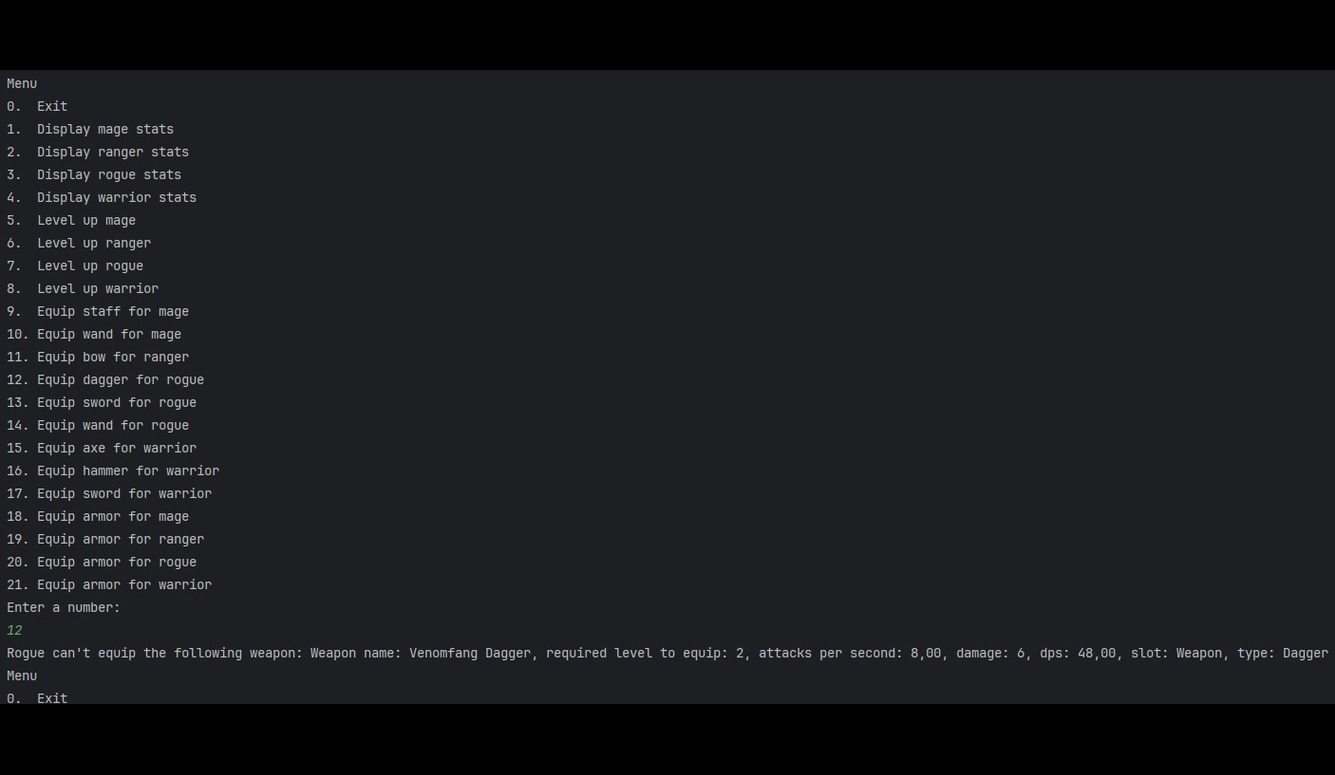 Menu
0.  Exit
1.  Display mage stats
2.  Display ranger stats
3.  Display rogue stats
4.  Display warrior stats
5.  Level up mage
6.  Level up ranger
7.  Level up rogue
8.  Level up warrior
9.  Equip staff for mage
10. Equip wand for mage
11. Equip bow for ranger
12. Equip dagger for rogue
13. Equip sword for rogue
14. Equip wand for rogue
15. Equip axe for warrior
16. Equip hammer for warrior
17. Equip sword for warrior
18. Equip armor for mage
19. Equip armor for ranger
20. Equip armor for rogue
21. Equip armor for warrior
Enter a number:
12
Rogue can't equip the following weapon: Weapon name: Venomfang Dagger, required level to equip: 2, attacks per second: 8,00, damage: 6, dps: 48,00, slot: Weapon, type: Dagger
Menu
0.  Exit